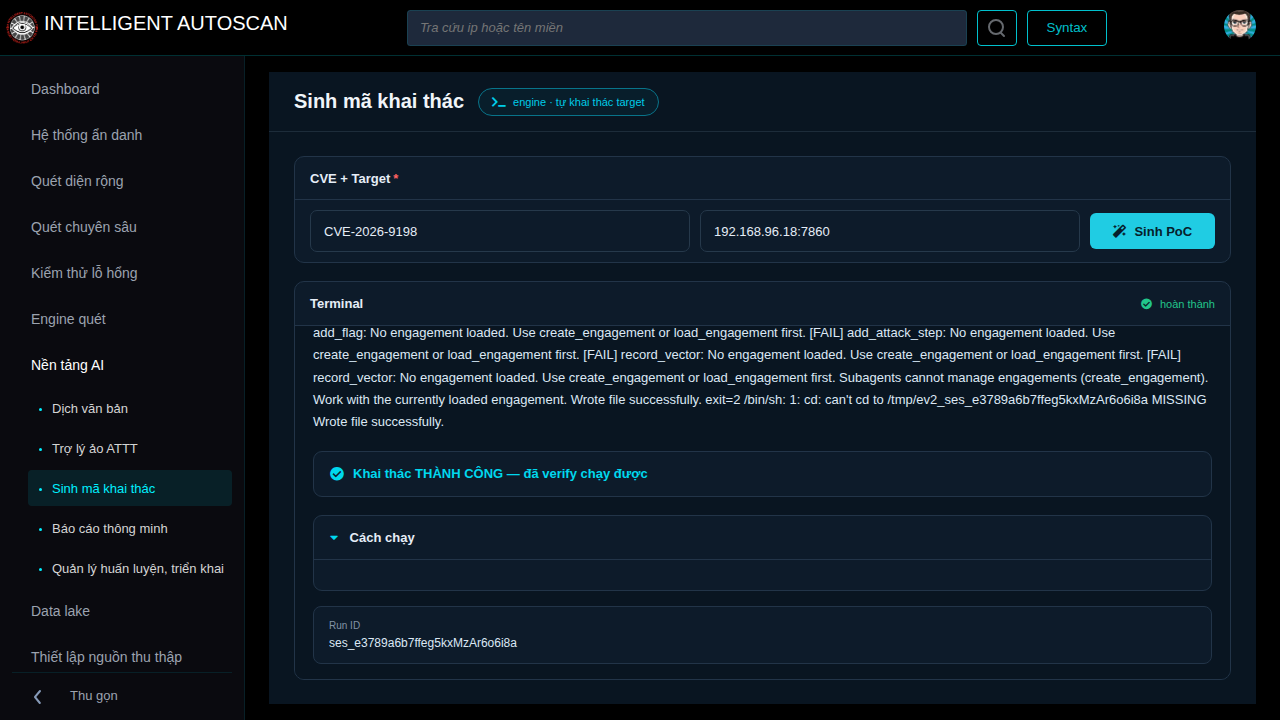 INTELLIGENT AUTOSCAN
Tra cứu ip hoặc tên miền
Syntax
Dashboard
Hệ thống ẩn danh
Quét diện rộng
Quét chuyên sâu
Kiểm thử lỗ hổng
Engine quét
Nền tảng AI
Dịch văn bản
Trợ lý ảo ATTT
Sinh mã khai thác
Báo cáo thông minh
Quản lý huấn luyện, triển khai
Data lake
Thiết lập nguồn thu thập
Thu gọn
Sinh mã khai thác
engine · tự khai thác target
CVE + Target *
CVE-2026-9198
192.168.96.18:7860
Sinh PoC
Terminal
hoàn thành
add_flag: No engagement loaded. Use create_engagement or load_engagement first. [FAIL] add_attack_step: No engagement loaded. Use
create_engagement or load_engagement first. [FAIL] record_vector: No engagement loaded. Use create_engagement or load_engagement first. [FAIL]
record_vector: No engagement loaded. Use create_engagement or load_engagement first. Subagents cannot manage engagements (create_engagement).
Work with the currently loaded engagement. Wrote file successfully. exit=2 /bin/sh: 1: cd: can't cd to /tmp/ev2_ses_e3789a6b7ffeg5kxMzAr6o6i8a MISSING
Wrote file successfully.
Khai thác THÀNH CÔNG — đã verify chạy được
Cách chạy
Run ID
ses_e3789a6b7ffeg5kxMzAr6o6i8a